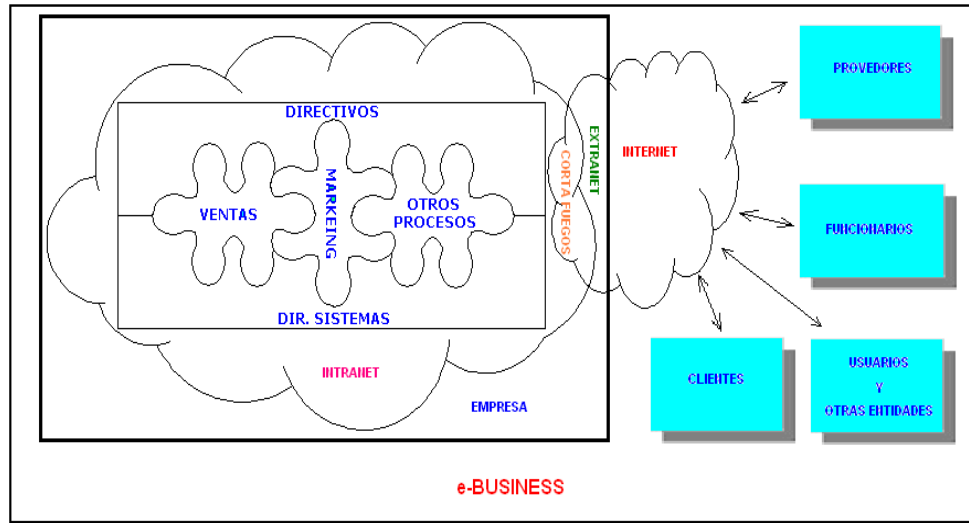 DIRECTIVOS
VENTAS
MARKEING
OTROS
PROCESOS
DIR. SISTEMAS
INTRANET
EMPRESA
CORTA FUEGOS
EXTRANET
INTERNET
PROVEDORES
FUNCIONARIOS
CLIENTES
USUARIOS
Y
OTRAS ENTIDADES
e-BUSINESS